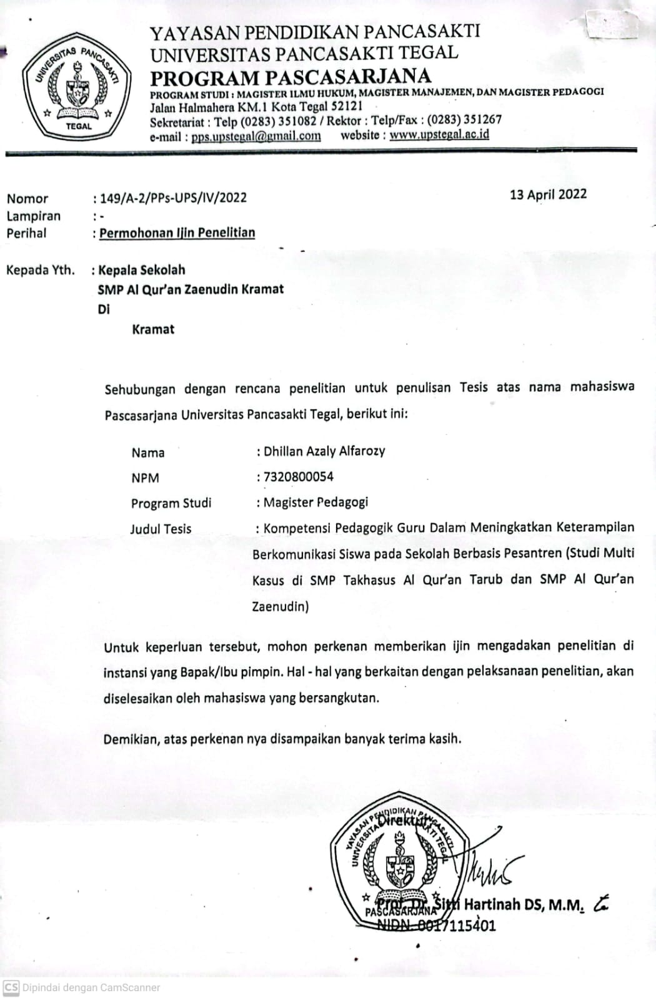 YAYASAN PENDIDIKAN PANCASAKTI
UNIVERSITAS PANCASAKTI TEGAL
PROGRAM PASCASARJANA
PROGRAM STUDI : MAGISTER ILMU HUKUM, MAGISTER MANAJEMEN, DAN MAGISTER PEDAGOGI
Jalan Halmahera KM.1 Kota Tegal 52121
Sekretariat : Telp (0283) 351082 / Rektor : Telp/Fax : (0283) 351267
e-mail : pps.upstegal@gmail.com website : www.upstegal.ac.id
UNIVERSITAS PANCASAKTI
TEGAL
Nomor : 149/A-2/PPs-UPS/IV/2022 13 April 2022
Lampiran : -
Perihal : Permohonan Ijin Penelitian
Kepada Yth. : Kepala Sekolah
SMP Al Qur'an Zaenudin Kramat
Di
Kramat
Sehubungan dengan rencana penelitian untuk penulisan Tesis atas nama mahasiswa
Pascasarjana Universitas Pancasakti Tegal, berikut ini:
Nama : Dhillan Azaly Alfarozy
NPM : 7320800054
Program Studi : Magister Pedagogi
Judul Tesis : Kompetensi Pedagogik Guru Dalam Meningkatkan Keterampilan
Berkomunikasi Siswa pada Sekolah Berbasis Pesantren (Studi Multi
Kasus di SMP Takhasus Al Qur'an Tarub dan SMP Al Qur'an
Zaenudin)
Untuk keperluan tersebut, mohon perkenan memberikan ijin mengadakan penelitian di
instansi yang Bapak/Ibu pimpin. Hal - hal yang berkaitan dengan pelaksanaan penelitian, akan
diselesaikan oleh mahasiswa yang bersangkutan.
Demikian, atas perkenan nya disampaikan banyak terima kasih.
Direktur,
YAYASAN PENDIDIKAN PANCASAKTI
UNIVERSITAS PANCASAKTI TEGAL
PASCASARJANA
Prof. Dr. Sitti Hartinah DS, M.M.
NIDN. 0017115401
CS Dipindai dengan CamScanner